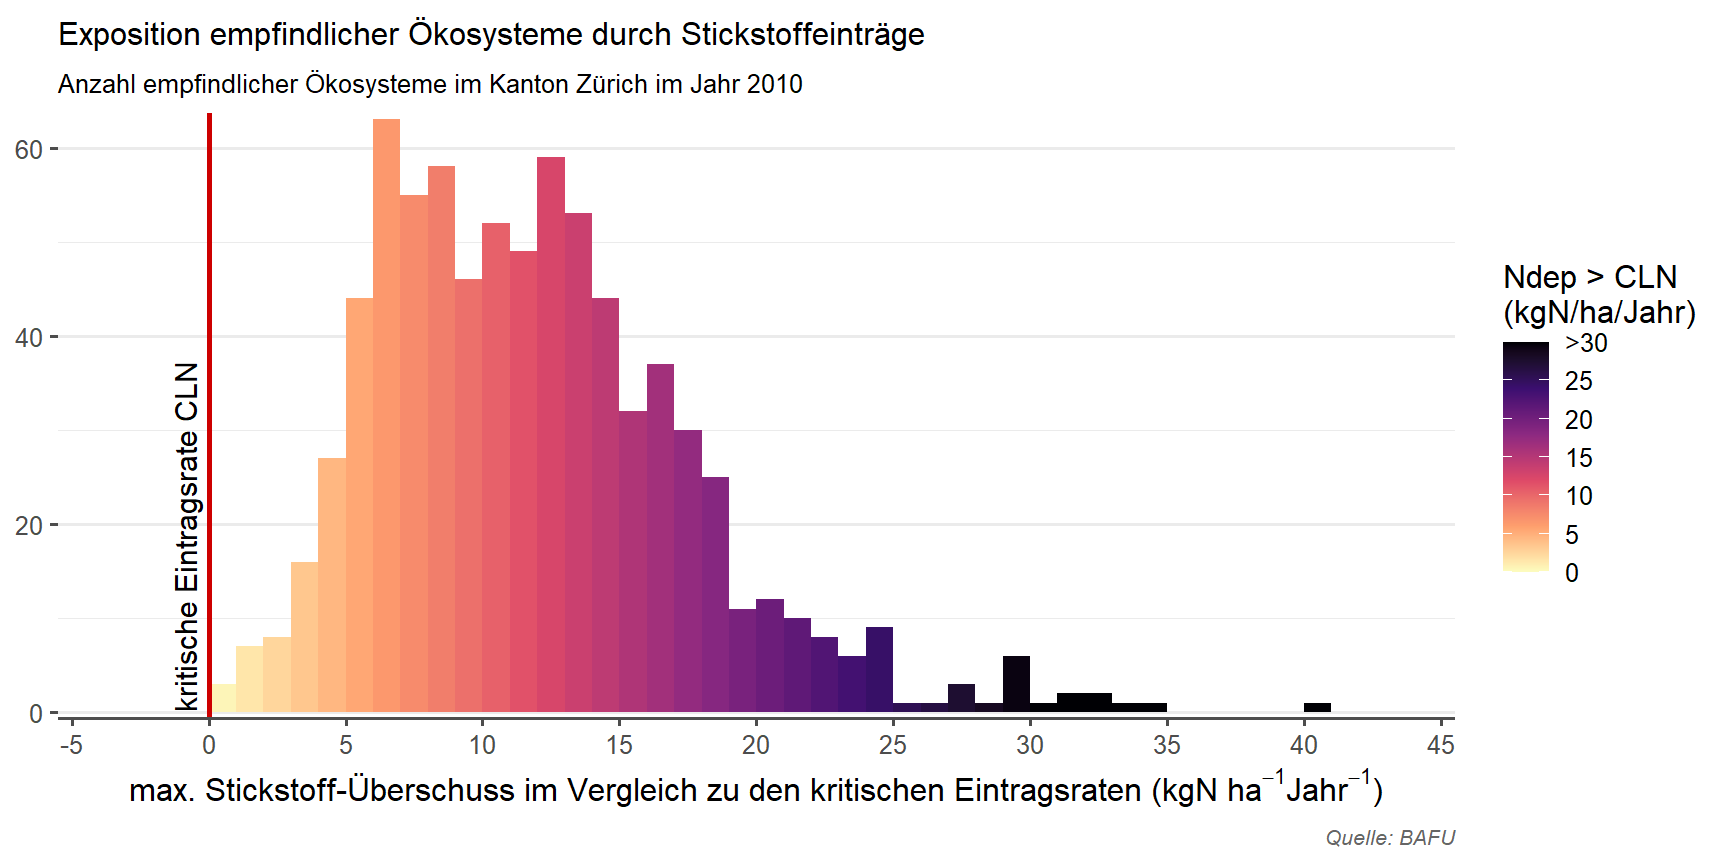 Exposition empfindlicher Ökosysteme durch Stickstoffeinträge
Anzahl empfindlicher Ökosysteme im Kanton Zürich im Jahr 2010
60
40
20
0
kritische Eintragsrate CLN
-5 0 5 10 15 20 25 30 35 40 45
max. Stickstoff-Überschuss im Vergleich zu den kritischen Eintragsraten (kgN ha⁻¹Jahr⁻¹)
Ndep > CLN
(kgN/ha/Jahr)
>30
25
20
15
10
5
0
Quelle: BAFU